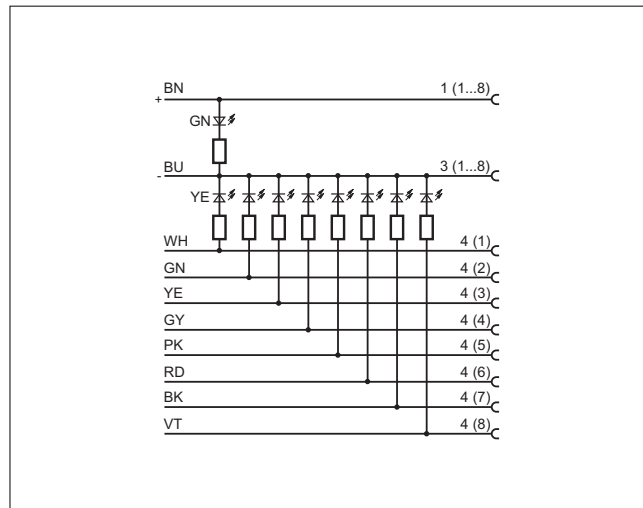 BN 1 (1...8)
+
GN
BU 3 (1...8)
-
YE
WH 4 (1)
GN 4 (2)
YE 4 (3)
GY 4 (4)
PK 4 (5)
RD 4 (6)
BK 4 (7)
VT 4 (8)